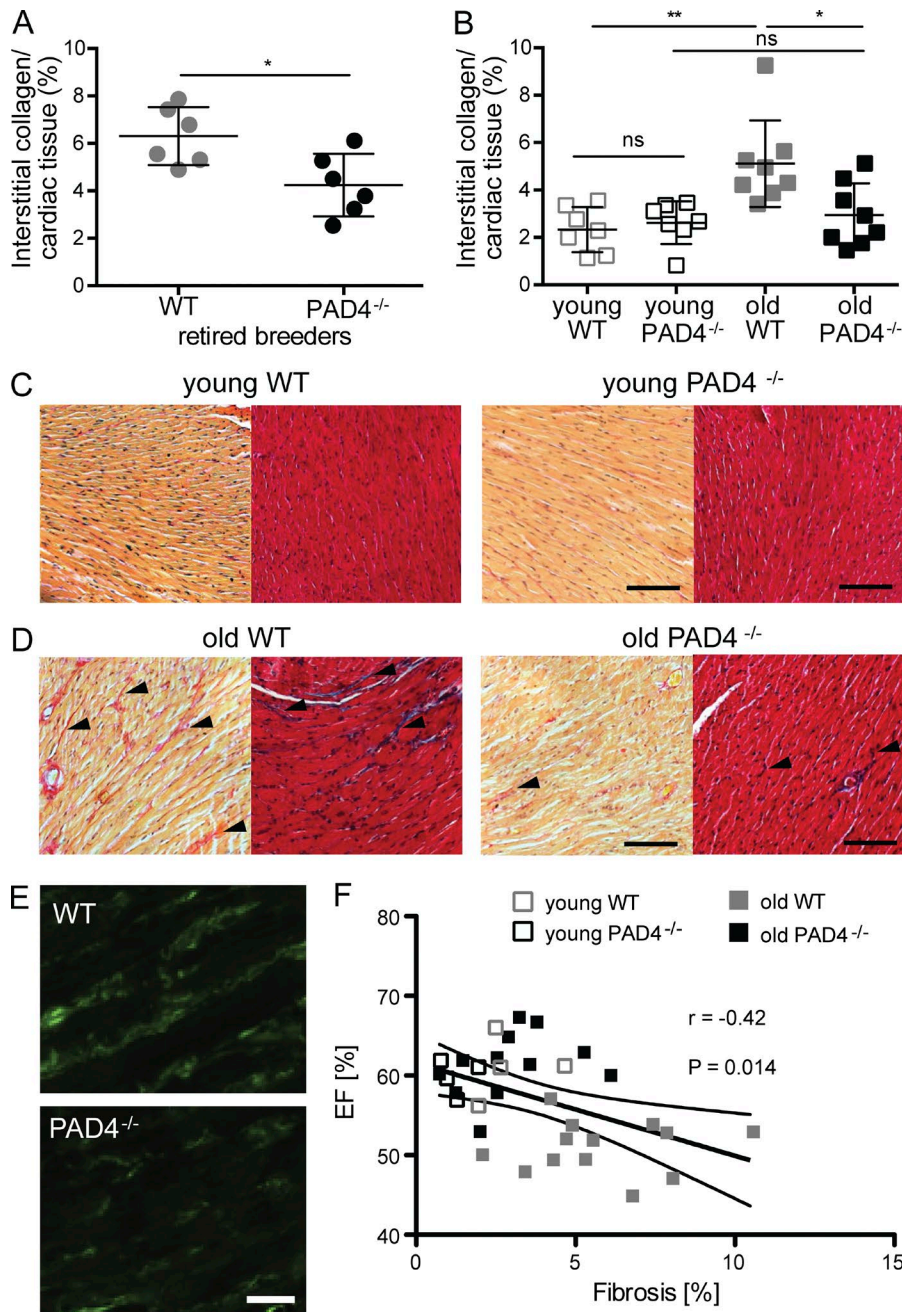 A
Interstitial collagen/
cardiac tissue (%)
10
8
6
4
2
0
*
WT
PAD4-/-
retired breeders
B
Interstitial collagen/
cardiac tissue (%)
10
8
6
4
2
0
**
*
ns
ns
young
WT
young
PAD4-/-
old
WT
old
PAD4-/-
C
young WT
young PAD4 -/-
D
old WT
old PAD4 -/-
E
WT
PAD4-/-
F
young WT
old WT
young PAD4-/-
old PAD4-/-
EF [%]
80
70
60
50
40
r = -0.42
P = 0.014
0
5
10
15
Fibrosis [%]